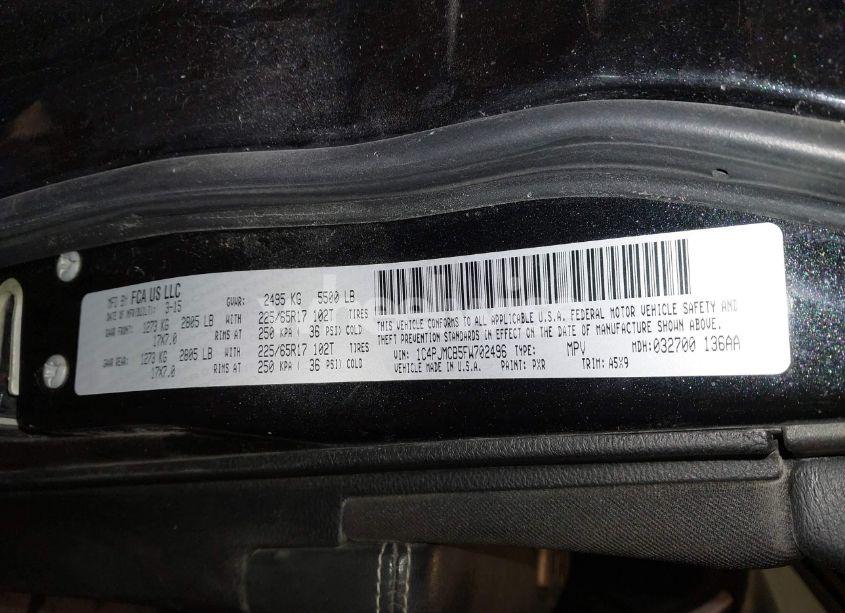 MFD BY FCA US LLC
DATE OF MFR(BUILT): 3-15
GVWR: 2495 KG 5500 LB
GAWR FRONT: 1273 KG 2805 LB WITH 225/65R17 102T TIRES
17X7.0 RIMS AT 250 KPA ( 36 PSI) COLD
GAWR REAR: 1273 KG 2805 LB WITH 225/65R17 102T TIRES
17X7.0 RIMS AT 250 KPA ( 36 PSI) COLD
THIS VEHICLE CONFORMS TO ALL APPLICABLE U.S.A. FEDERAL MOTOR VEHICLE SAFETY AND
THEFT PREVENTION STANDARDS IN EFFECT ON THE DATE OF MANUFACTURE SHOWN ABOVE.
VIN: 1C4PJMCB5FW702496 TYPE: MPV MDH:032700 136AA
VEHICLE MADE IN U.S.A. PAINT: PXR TRIM: A5X9